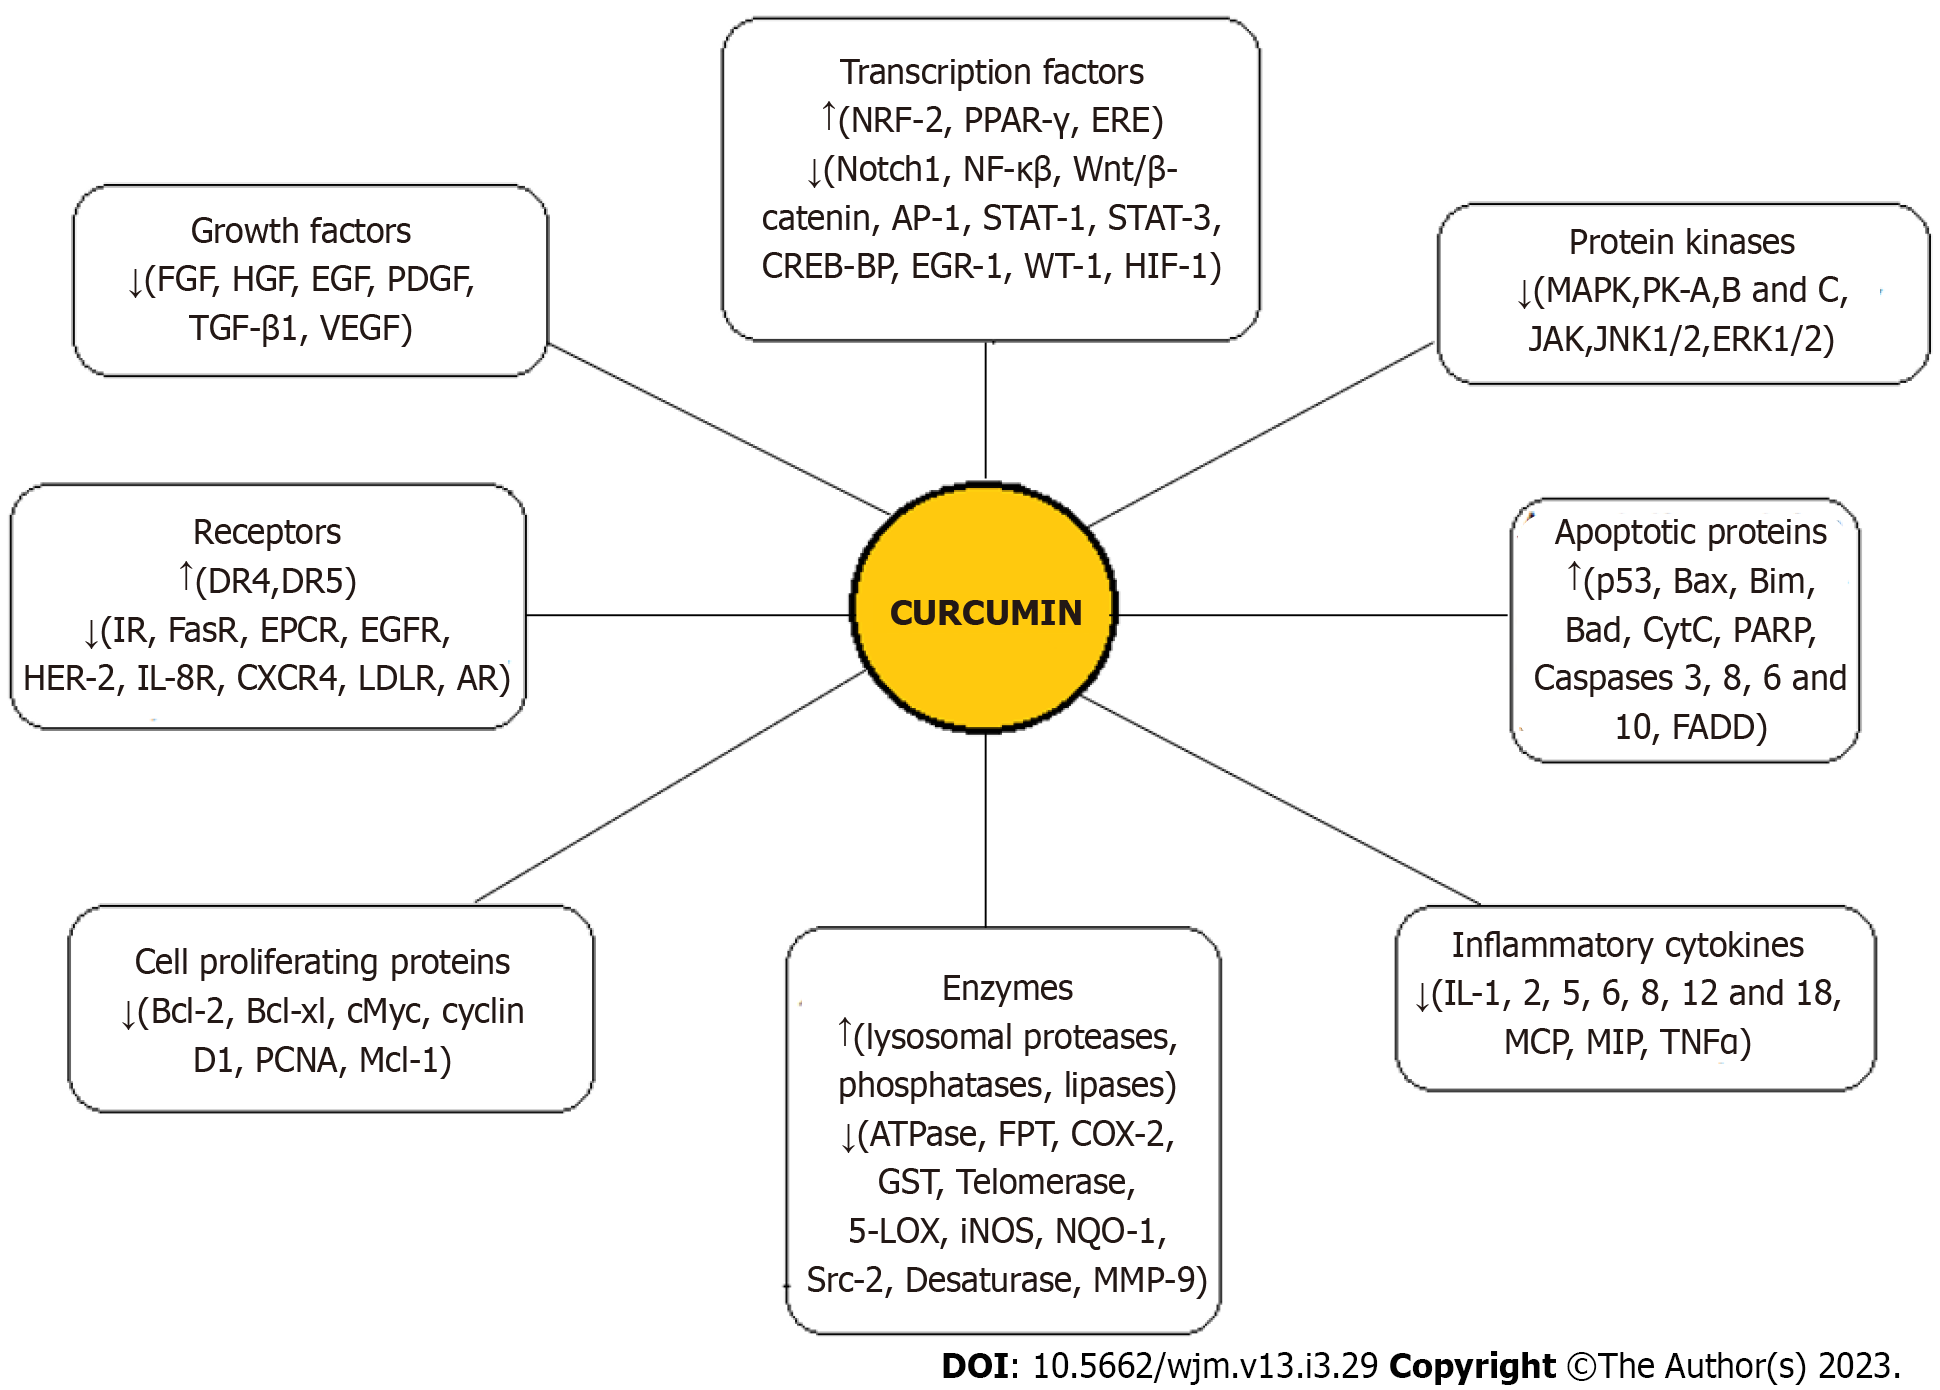 Transcription factors
↑(NRF-2, PPAR-γ, ERE)
↓(Notch1, NF-κβ, Wnt/β-
catenin, AP-1, STAT-1, STAT-3,
CREB-BP, EGR-1, WT-1, HIF-1)
Growth factors
↓(FGF, HGF, EGF, PDGF,
TGF-β1, VEGF)
Protein kinases
↓(MAPK,PK-A,B and C,
JAK,JNK1/2,ERK1/2)
Receptors
↑(DR4,DR5)
↓(IR, FasR, EPCR, EGFR,
HER-2, IL-8R, CXCR4, LDLR, AR)
CURCUMIN
Apoptotic proteins
↑(p53, Bax, Bim,
Bad, CytC, PARP,
Caspases 3, 8, 6 and
10, FADD)
Cell proliferating proteins
↓(Bcl-2, Bcl-xl, cMyc, cyclin
D1, PCNA, Mcl-1)
Enzymes
↑(lysosomal proteases,
phosphatases, lipases)
↓(ATPase, FPT, COX-2,
GST, Telomerase,
5-LOX, iNOS, NQO-1,
Src-2, Desaturase, MMP-9)
Inflammatory cytokines
↓(IL-1, 2, 5, 6, 8, 12 and 18,
MCP, MIP, TNFα)
DOI: 10.5662/wjm.v13.i3.29 Copyright ©The Author(s) 2023.